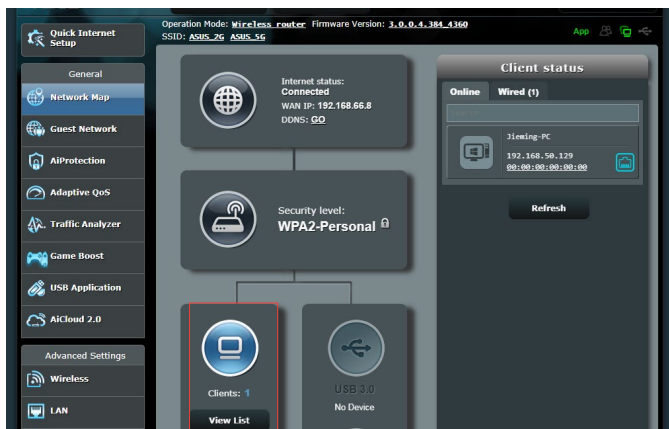 Operation Mode: Wireless router Firmware Version: 3.0.0.4.384_4360
SSID: ASUS_2G ASUS_5G
App
Quick Internet
Setup
General
Network Map
Guest Network
AiProtection
Adaptive QoS
Traffic Analyzer
Game Boost
USB Application
AiCloud 2.0
Advanced Settings
Wireless
LAN
Internet status:
Connected
WAN IP: 192.168.66.8
DDNS: GO
Security level:
WPA2-Personal
Clients: 1
View List
USB 3.0
No Device
Client status
Online Wired (1)
Jieming-PC
192.168.50.129
00:00:00:00:00:00
Refresh